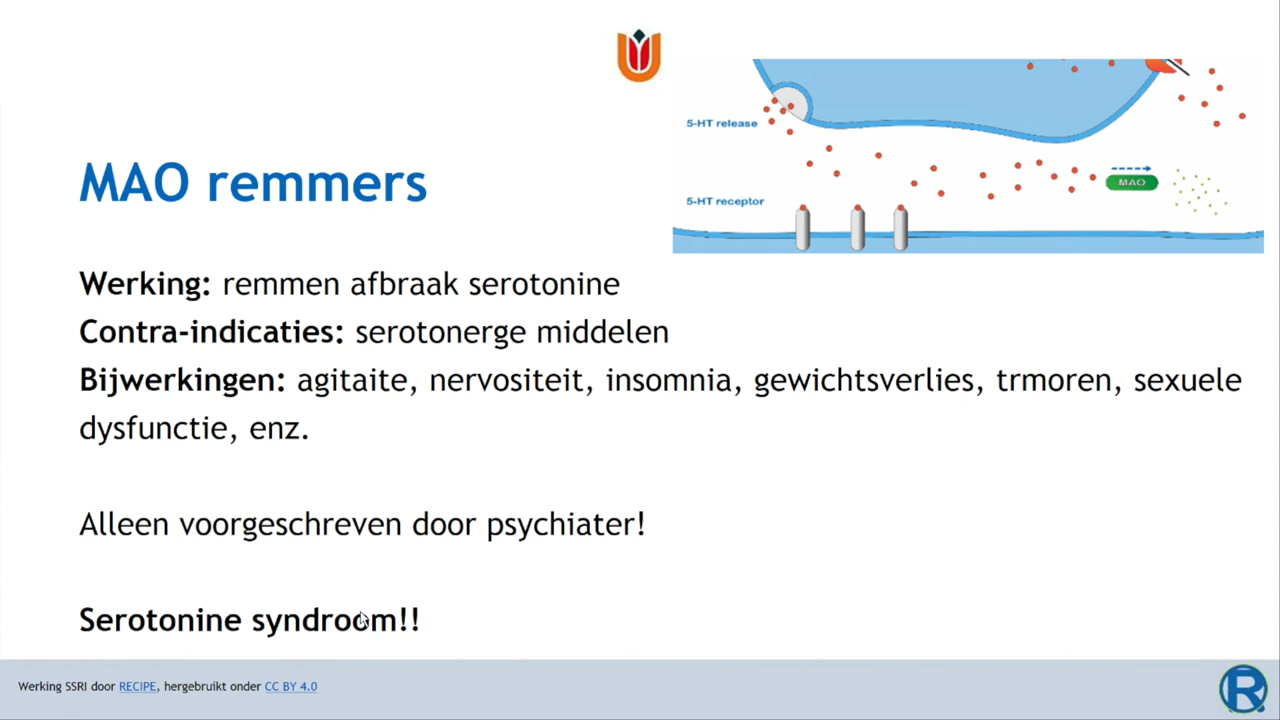 5-HT release
MAO
5-HT receptor
MAO remmers
Werking: remmen afbraak serotonine
Contra-indicaties: serotonerge middelen
Bijwerkingen: agitaite, nervositeit, insomnia, gewichtsverlies, trmoren, sexuele
dysfunctie, enz.
Alleen voorgeschreven door psychiater!
Serotonine syndroom!!
Werking SSRI door RECIPE, hergebruikt onder CC BY 4.0
R